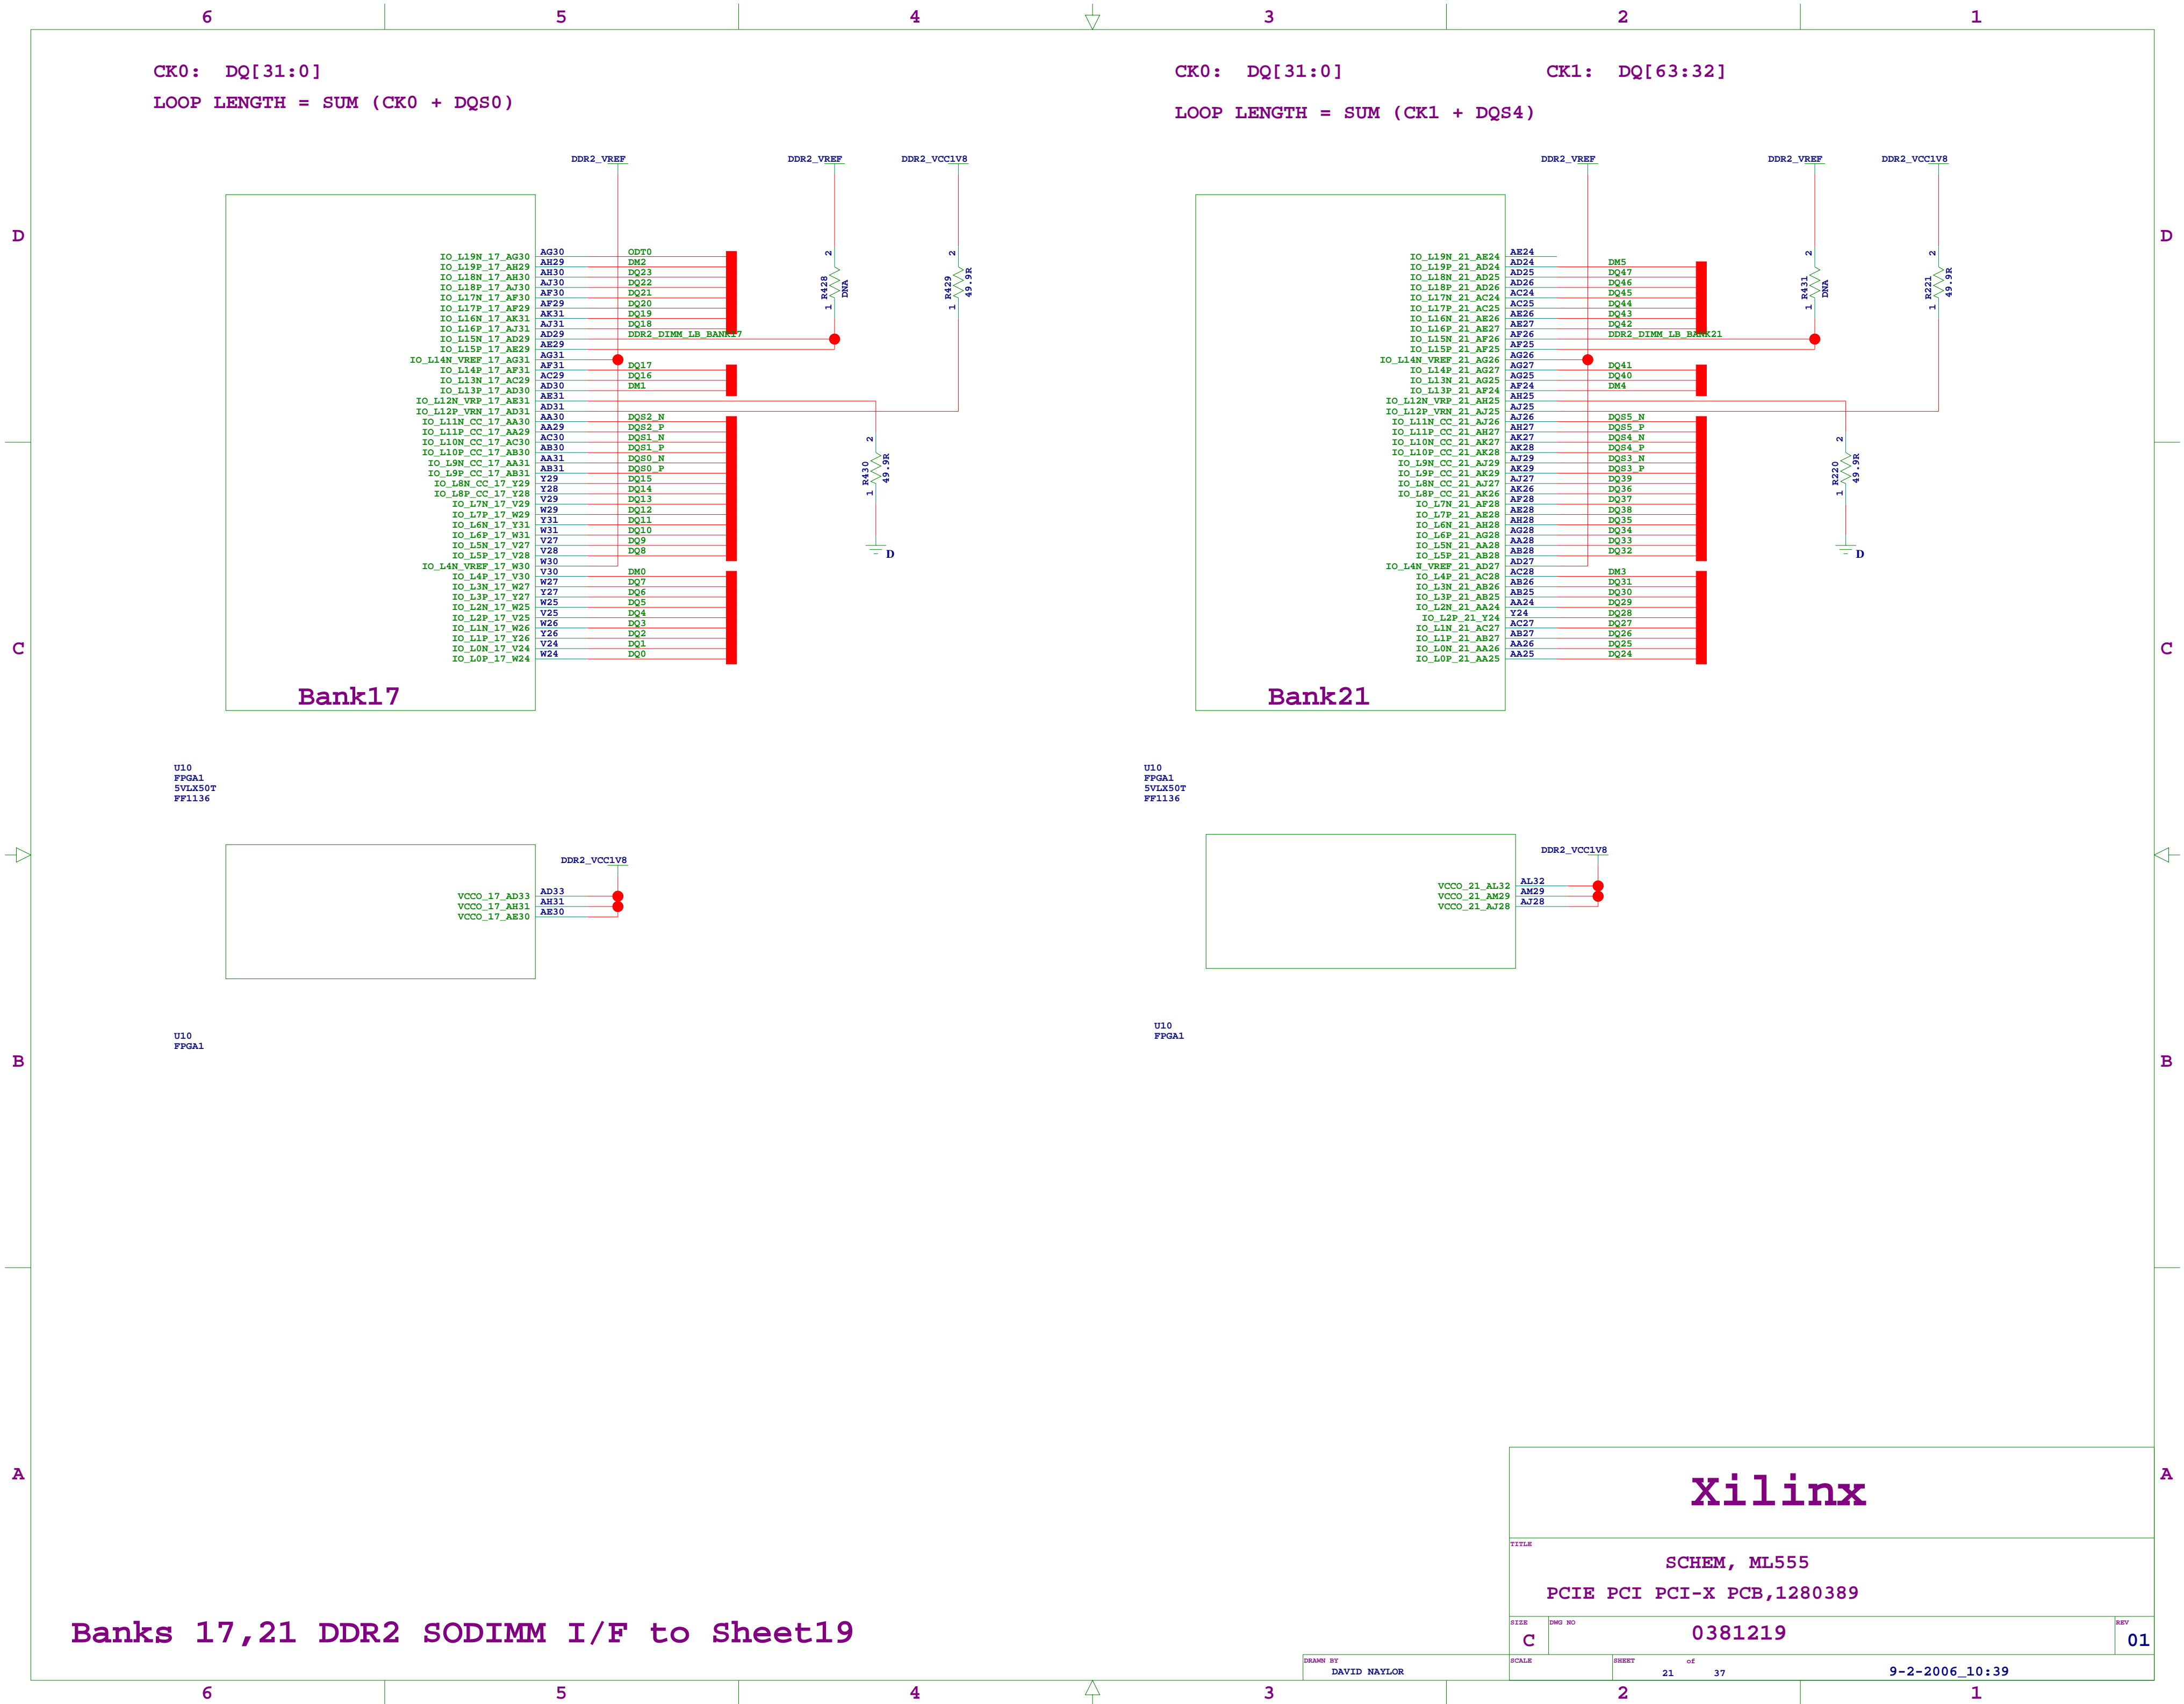 6 5 4 3 2 1
CK0: DQ[31:0]
LOOP LENGTH = SUM (CK0 + DQS0)
CK0: DQ[31:0] CK1: DQ[63:32]
LOOP LENGTH = SUM (CK1 + DQS4)
DDR2_VREF DDR2_VREF DDR2_VCC1V8
D
IO_L19N_17_AG30 AG30 ODT0
IO_L19P_17_AH29 AH29 DM2
IO_L18N_17_AH30 AH30 DQ23
IO_L18P_17_AJ30 AJ30 DQ22
IO_L17N_17_AF30 AF30 DQ21
IO_L17P_17_AF29 AF29 DQ20
IO_L16N_17_AK31 AK31 DQ19
IO_L16P_17_AJ31 AJ31 DQ18
IO_L15N_17_AD29 AD29 DDR2_DIMM_LB_BANK17
IO_L15P_17_AE29 AE29
IO_L14N_VREF_17_AG31 AG31
IO_L14P_17_AF31 AF31 DQ17
IO_L13N_17_AC29 AC29 DQ16
IO_L13P_17_AD30 AD30 DM1
IO_L12N_VRP_17_AE31 AE31
IO_L12P_VRN_17_AD31 AD31
IO_L11N_CC_17_AA30 AA30 DQS2_N
IO_L11P_CC_17_AA29 AA29 DQS2_P
IO_L10N_CC_17_AC30 AC30 DQS1_N
IO_L10P_CC_17_AB30 AB30 DQS1_P
IO_L9N_CC_17_AA31 AA31 DQS0_N
IO_L9P_CC_17_AB31 AB31 DQS0_P
IO_L8N_CC_17_Y29 Y29 DQ15
IO_L8P_CC_17_Y28 Y28 DQ14
IO_L7N_17_V29 V29 DQ13
IO_L7P_17_W29 W29 DQ12
IO_L6N_17_Y31 Y31 DQ11
IO_L6P_17_W31 W31 DQ10
IO_L5N_17_V27 V27 DQ9
IO_L5P_17_V28 V28 DQ8
IO_L4N_VREF_17_W30 W30
IO_L4P_17_V30 V30 DM0
IO_L3N_17_W27 W27 DQ7
IO_L3P_17_Y27 Y27 DQ6
IO_L2N_17_W25 W25 DQ5
IO_L2P_17_V25 V25 DQ4
IO_L1N_17_W26 W26 DQ3
IO_L1P_17_Y26 Y26 DQ2
IO_L0N_17_V24 V24 DQ1
IO_L0P_17_W24 W24 DQ0
Bank17
2 R428 DNA 1
2 R429 49.9R 1
2 R430 49.9R 1
D
DDR2_VREF DDR2_VREF DDR2_VCC1V8
D
IO_L19N_21_AE24 AE24
IO_L19P_21_AD24 AD24 DM5
IO_L18N_21_AD25 AD25 DQ47
IO_L18P_21_AD26 AD26 DQ46
IO_L17N_21_AC24 AC24 DQ45
IO_L17P_21_AC25 AC25 DQ44
IO_L16N_21_AE26 AE26 DQ43
IO_L16P_21_AE27 AE27 DQ42
IO_L15N_21_AF26 AF26 DDR2_DIMM_LB_BANK21
IO_L15P_21_AF25 AF25
IO_L14N_VREF_21_AG26 AG26
IO_L14P_21_AG27 AG27 DQ41
IO_L13N_21_AG25 AG25 DQ40
IO_L13P_21_AF24 AF24 DM4
IO_L12N_VRP_21_AH25 AH25
IO_L12P_VRN_21_AJ25 AJ25
IO_L11N_CC_21_AJ26 AJ26 DQS5_N
IO_L11P_CC_21_AH27 AH27 DQS5_P
IO_L10N_CC_21_AK27 AK27 DQS4_N
IO_L10P_CC_21_AK28 AK28 DQS4_P
IO_L9N_CC_21_AJ29 AJ29 DQS3_N
IO_L9P_CC_21_AK29 AK29 DQS3_P
IO_L8N_CC_21_AJ27 AJ27 DQ39
IO_L8P_CC_21_AK26 AK26 DQ36
IO_L7N_21_AF28 AF28 DQ37
IO_L7P_21_AE28 AE28 DQ38
IO_L6N_21_AH28 AH28 DQ35
IO_L6P_21_AG28 AG28 DQ34
IO_L5N_21_AA28 AA28 DQ33
IO_L5P_21_AB28 AB28 DQ32
IO_L4N_VREF_21_AD27 AD27
IO_L4P_21_AC28 AC28 DM3
IO_L3N_21_AB26 AB26 DQ31
IO_L3P_21_AB25 AB25 DQ30
IO_L2N_21_AA24 AA24 DQ29
IO_L2P_21_Y24 Y24 DQ28
IO_L1N_21_AC27 AC27 DQ27
IO_L1P_21_AB27 AB27 DQ26
IO_L0N_21_AA26 AA26 DQ25
IO_L0P_21_AA25 AA25 DQ24
Bank21
2 R431 DNA 1
2 R221 49.9R 1
2 R220 49.9R 1
D
C C
U10
FPGA1
5VLX50T
FF1136
U10
FPGA1
5VLX50T
FF1136
DDR2_VCC1V8
VCCO_17_AD33 AD33
VCCO_17_AH31 AH31
VCCO_17_AE30 AE30
DDR2_VCC1V8
VCCO_21_AL32 AL32
VCCO_21_AM29 AM29
VCCO_21_AJ28 AJ28
U10
FPGA1
U10
FPGA1
B B
A A
Banks 17,21 DDR2 SODIMM I/F to Sheet19
Xilinx
TITLE
SCHEM, ML555
PCIE PCI PCI-X PCB,1280389
SIZE DWG NO REV
C 0381219 01
DRAWN BY SCALE SHEET of
DAVID NAYLOR 21 37 9-2-2006_10:39
6 5 4 3 2 1